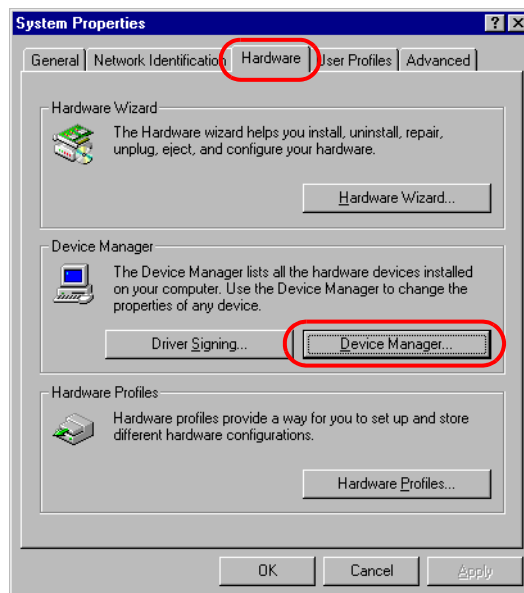 System Properties
General
Network Identification
Hardware
User Profiles
Advanced
Hardware Wizard
The Hardware wizard helps you install, uninstall, repair,
unplug, eject, and configure your hardware.
Hardware Wizard...
Device Manager
The Device Manager lists all the hardware devices installed
on your computer. Use the Device Manager to change the
properties of any device.
Driver Signing...
Device Manager...
Hardware Profiles
Hardware profiles provide a way for you to set up and store
different hardware configurations.
Hardware Profiles...
OK
Cancel
Apply